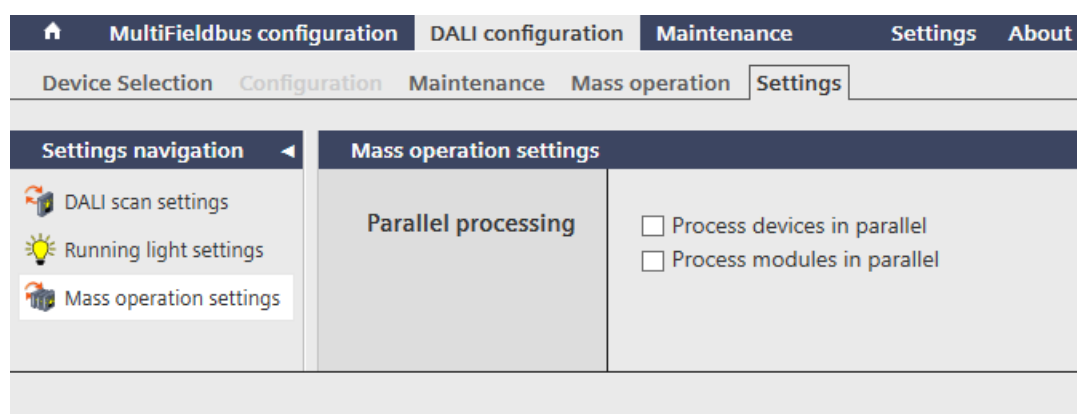 MultiFieldbus configuration DALI configuration Maintenance Settings About
Device Selection Configuration Maintenance Mass operation Settings
Settings navigation
Mass operation settings
DALI scan settings
Running light settings
Mass operation settings
Parallel processing
Process devices in parallel
Process modules in parallel